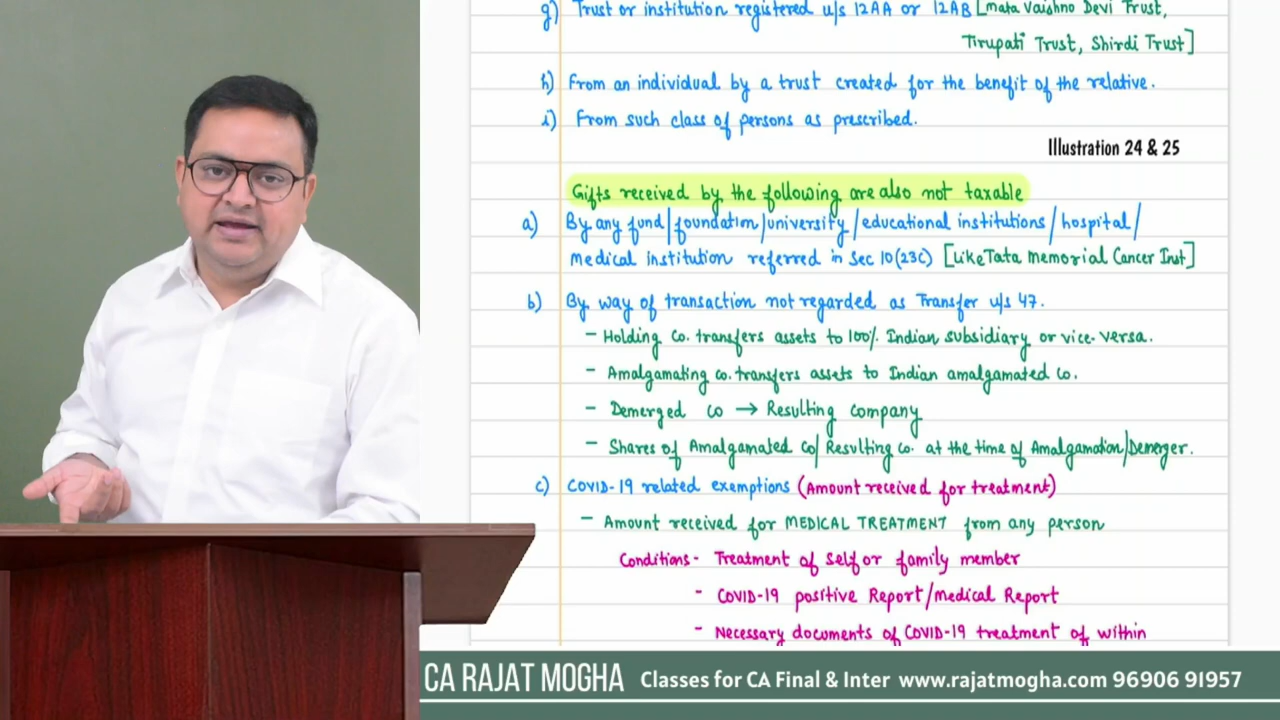 g) Trust or institution registered u/s 12AA or 12AB [Mata Vaishno Devi Trust,
Tirupati Trust, Shirdi Trust]
h) From an individual by a trust created for the benefit of the relative.
i) From such class of persons as prescribed.
Illustration 24 & 25
Gifts received by the following are also not taxable
a) By any fund/foundation/university/educational institutions/hospital/
medical institution referred in Sec 10(23C) [Like Tata Memorial Cancer Inst]
b) By way of transaction not regarded as Transfer u/s 47.
- Holding Co. transfers assets to 100% Indian subsidiary or vice-versa.
- Amalgamating co. transfers assets to Indian amalgamated co.
- Demerged Co → Resulting Company
- Shares of Amalgamated Co/Resulting Co. at the time of Amalgamation/Demerger.
c) COVID-19 related exemptions (Amount received for treatment)
- Amount received for MEDICAL TREATMENT from any person
Conditions - Treatment of self or family member
- COVID-19 positive Report/medical Report
- Necessary documents of COVID-19 treatment of within
CA RAJAT MOGHA Classes for CA Final & Inter www.rajatmogha.com 96906 91957